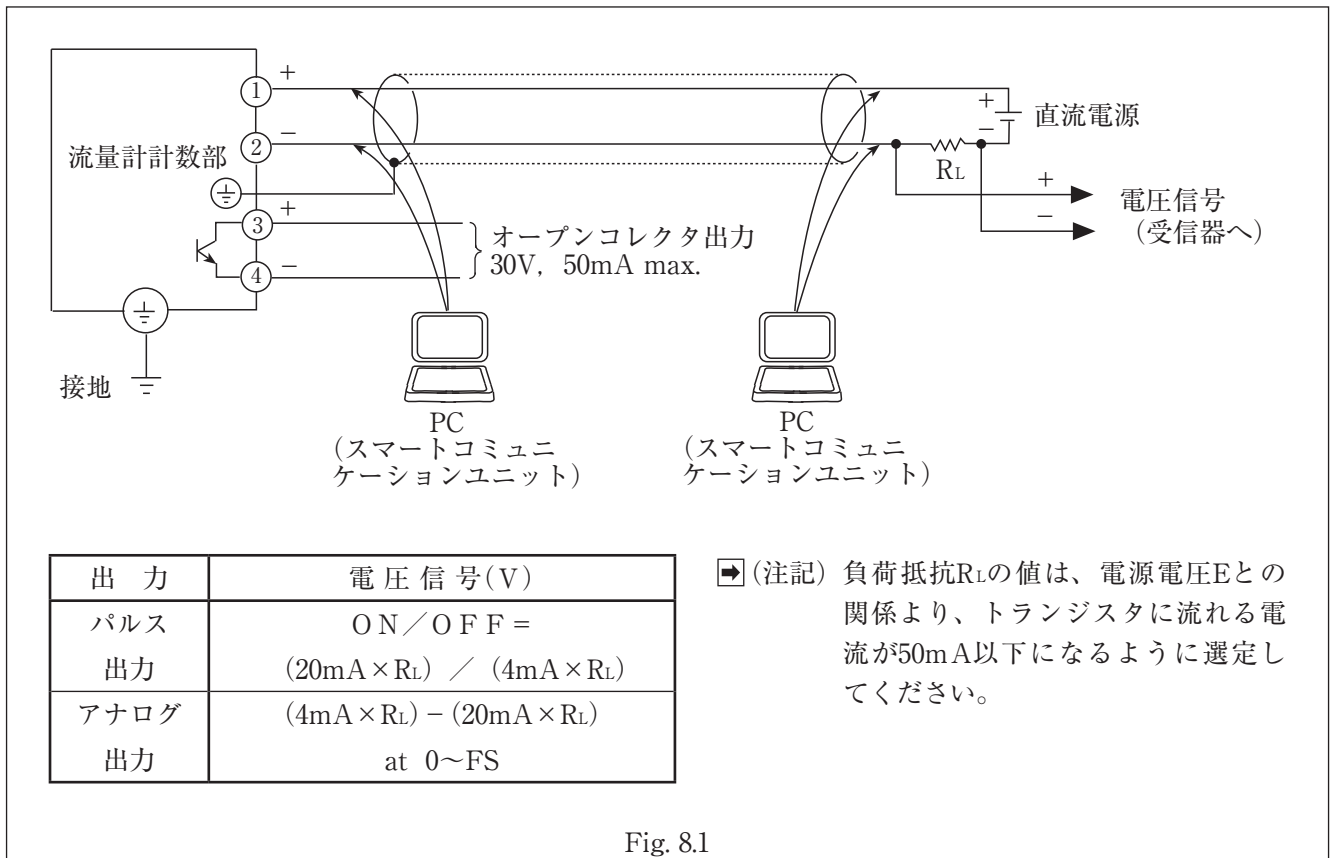 +
①
直流電源
+
−
−
②
流量計計数部
RL
+
電圧信号
−
(受信器へ)
+
③
オープンコレクタ出力
30V, 50mA max.
④
−
接地
PC
(スマートコミュニ
ケーションユニット)
PC
(スマートコミュニ
ケーションユニット)
出 力 電 圧 信 号(V)
パルス ON/OFF=
出力 (20mA×RL) / (4mA×RL)
アナログ (4mA×RL)−(20mA×RL)
出力 at 0〜FS
(注記) 負荷抵抗RLの値は、電源電圧Eとの
関係より、トランジスタに流れる電
流が50mA以下になるように選定し
てください。
Fig. 8.1